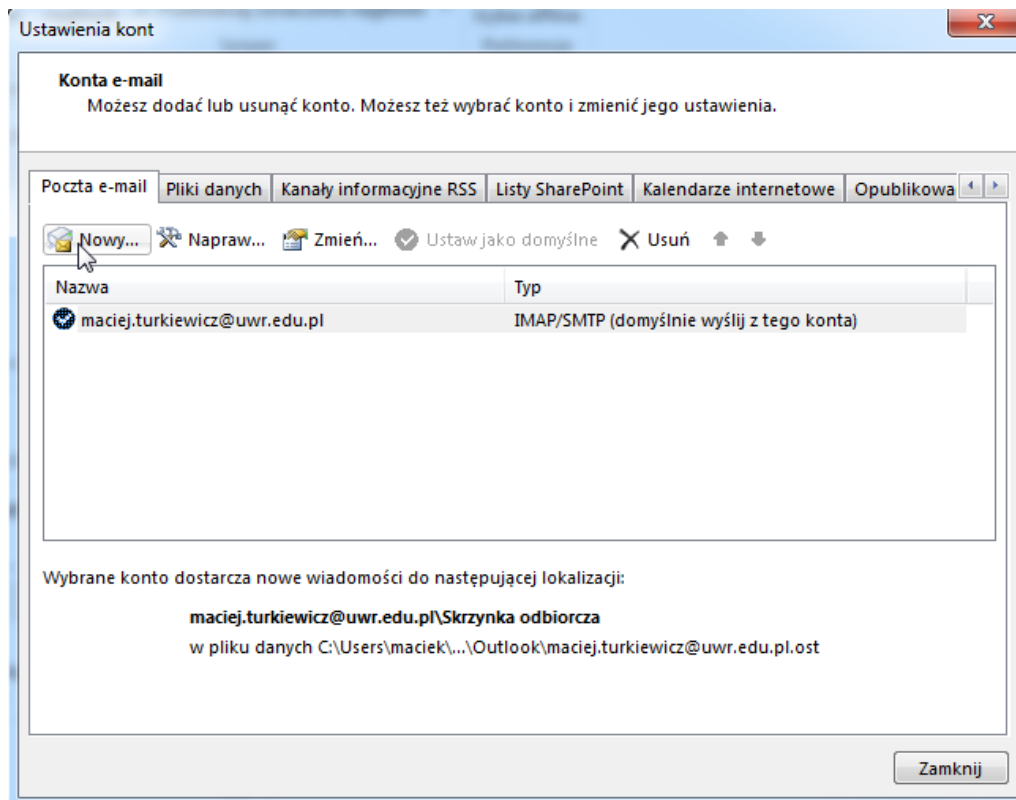 Ustawienia kont
Konta e-mail
Możesz dodać lub usunąć konto. Możesz też wybrać konto i zmienić jego ustawienia.
Poczta e-mail Pliki danych Kanały informacyjne RSS Listy SharePoint Kalendarze internetowe Opublikowa
Nowy... Napraw... Zmień... Ustaw jako domyślne Usuń
Nazwa Typ
maciej.turkiewicz@uwr.edu.pl IMAP/SMTP (domyślnie wyślij z tego konta)
Wybrane konto dostarcza nowe wiadomości do następującej lokalizacji:
maciej.turkiewicz@uwr.edu.pl\Skrzynka odbiorcza
w pliku danych C:\Users\maciek\...\Outlook\maciej.turkiewicz@uwr.edu.pl.ost
Zamknij